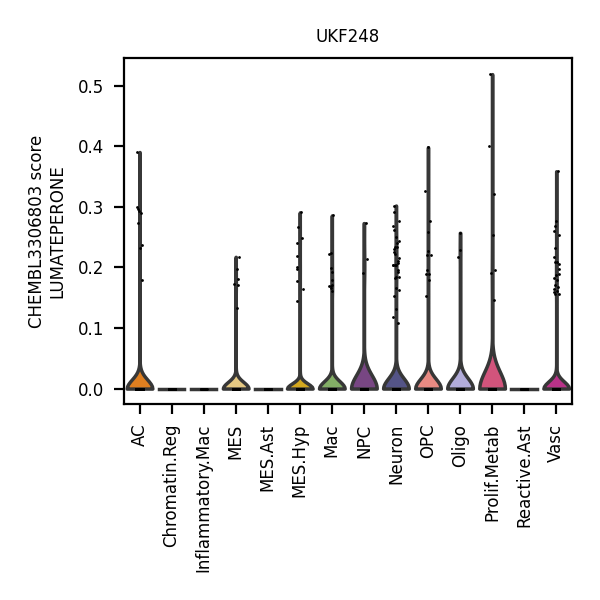 UKF248
CHEMBL3306803 score
LUMATEPERONE
0.5
0.4
0.3
0.2
0.1
0.0
AC
Chromatin.Reg
Inflammatory.Mac
MES
MES.Ast
MES.Hyp
Mac
NPC
Neuron
OPC
Oligo
Prolif.Metab
Reactive.Ast
Vasc